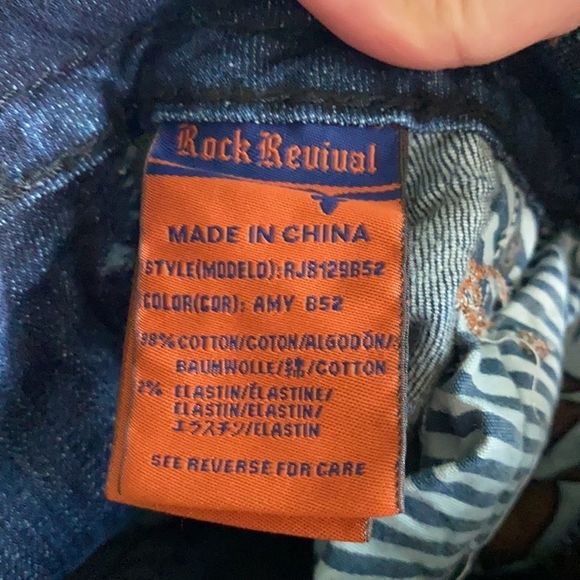 Rock Revival
MADE IN CHINA
STYLE(MODELO):RJ8129B52
COLOR(COR): AMY B52
98% COTTON/COTON/ALGODÓN/
BAUMWOLLE/綿/COTTON
2% ELASTIN/ÉLASTINE/
ELASTIN/ELASTIN/
エラスチン/ELASTIN
SEE REVERSE FOR CARE